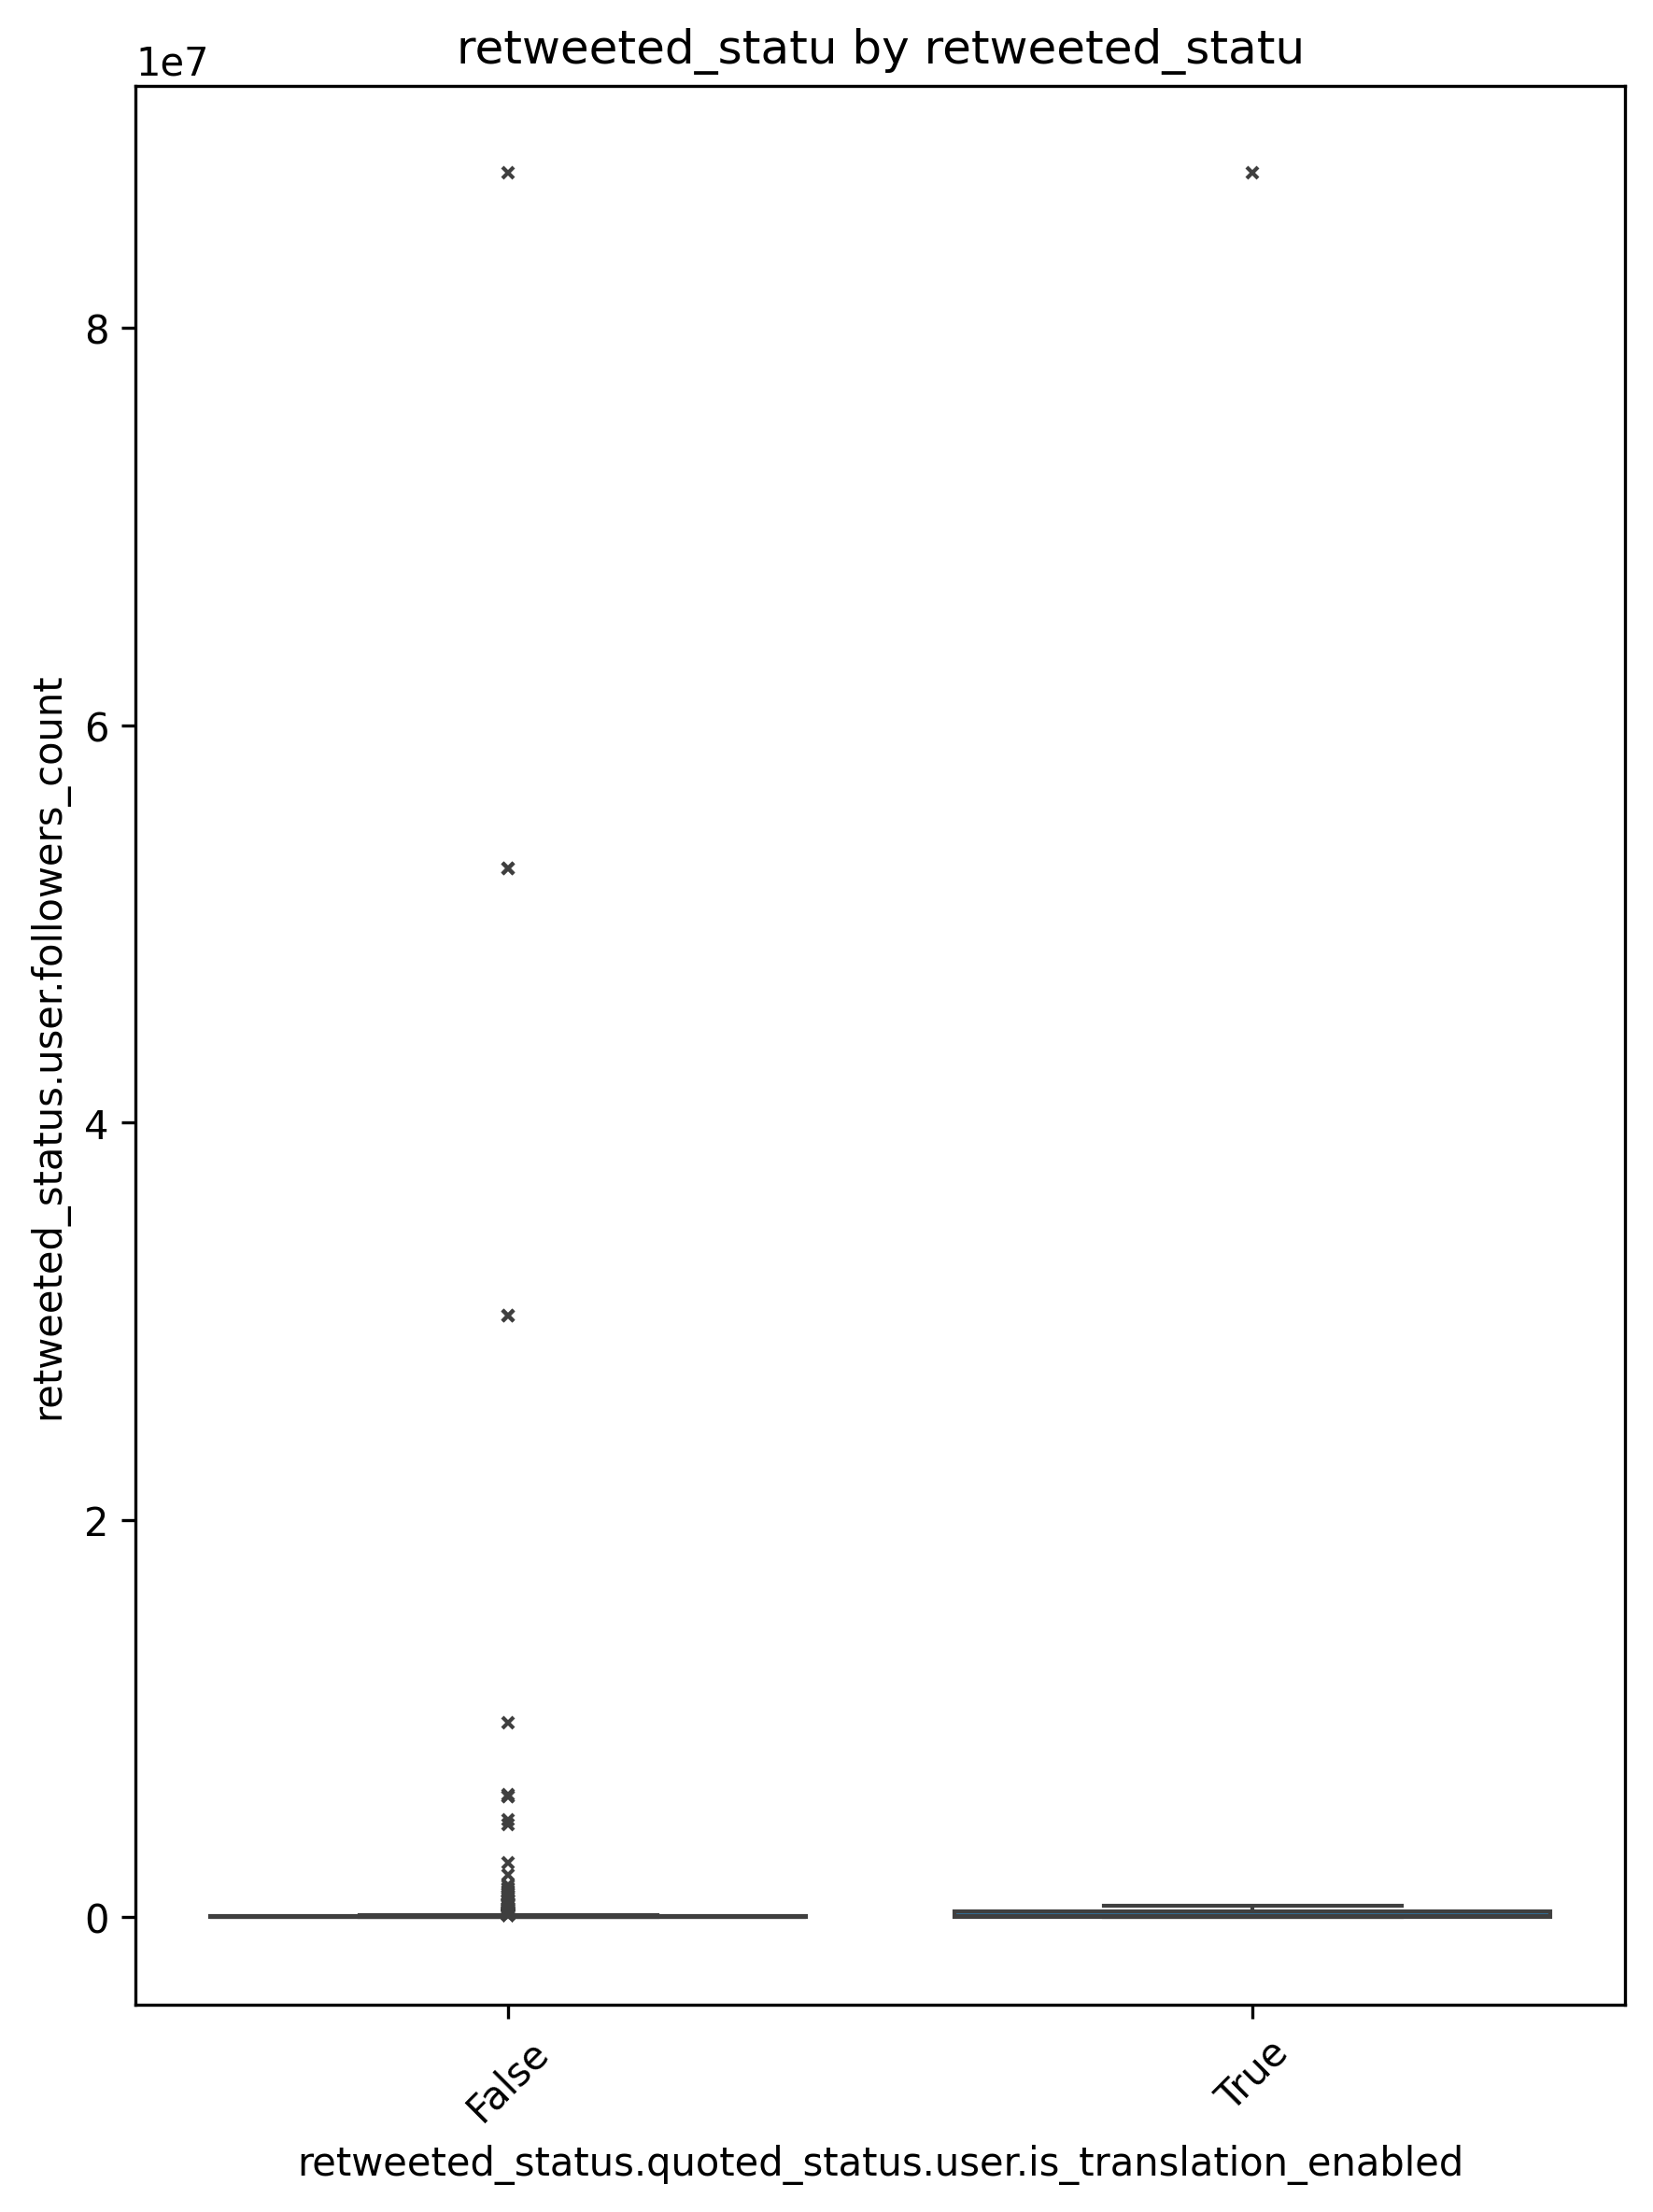 retweeted_statu by retweeted_statu
1e7
8
6
4
2
0
retweeted_status.user.followers_count
False
True
retweeted_status.quoted_status.user.is_translation_enabled